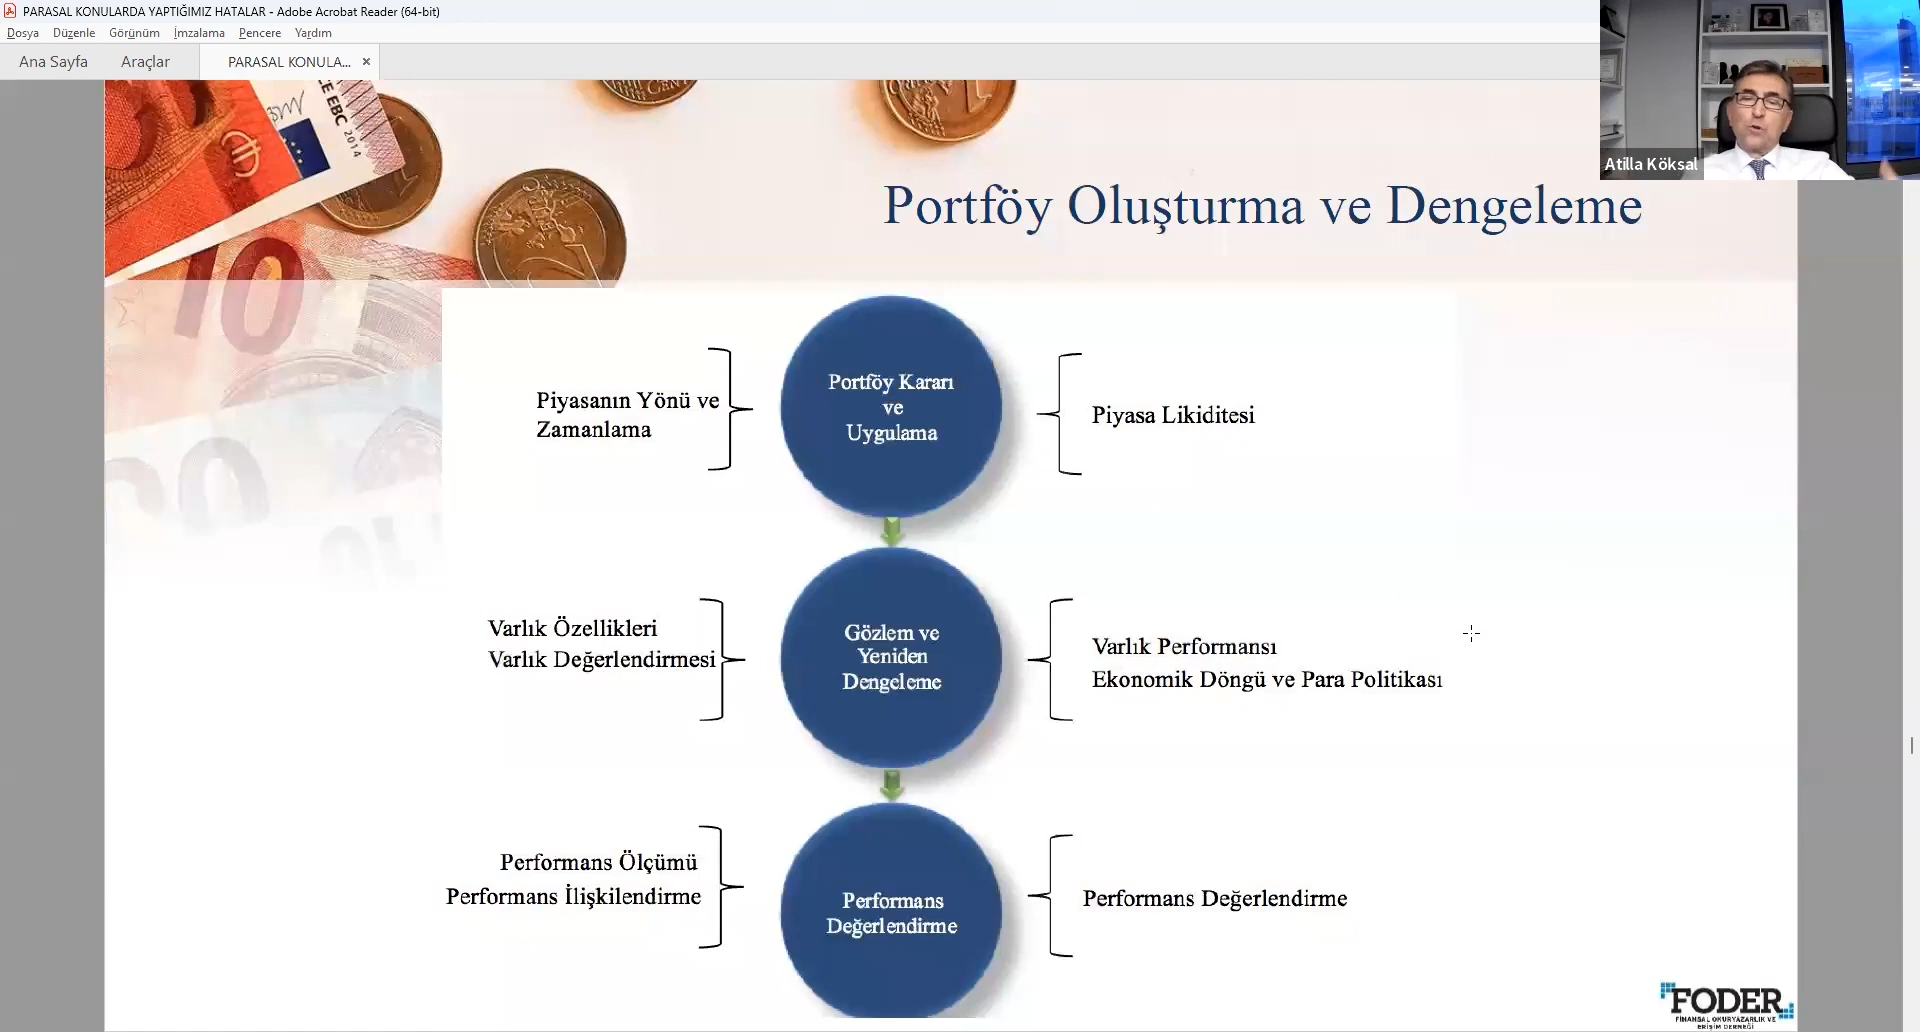 PARASAL KONULARDA YAPTIĞIMIZ HATALAR - Adobe Acrobat Reader (64-bit)
Dosya Düzenle Görünüm İmzalama Pencere Yardım
Ana Sayfa Araçlar PARASAL KONULA... ×
Atilla Köksal
EBC 2014
10
Portföy Oluşturma ve Dengeleme
Piyasanın Yönü ve
Zamanlama
Portföy Kararı
ve
Uygulama
Piyasa Likiditesi
Varlık Özellikleri
Varlık Değerlendirmesi
Gözlem ve
Yeniden
Dengeleme
Varlık Performansı
Ekonomik Döngü ve Para Politikası
Performans Ölçümü
Performans İlişkilendirme
Performans
Değerlendirme
Performans Değerlendirme
FODER
FİNANSAL OKURYAZARLIK VE
ERİŞİM DERNEĞİ